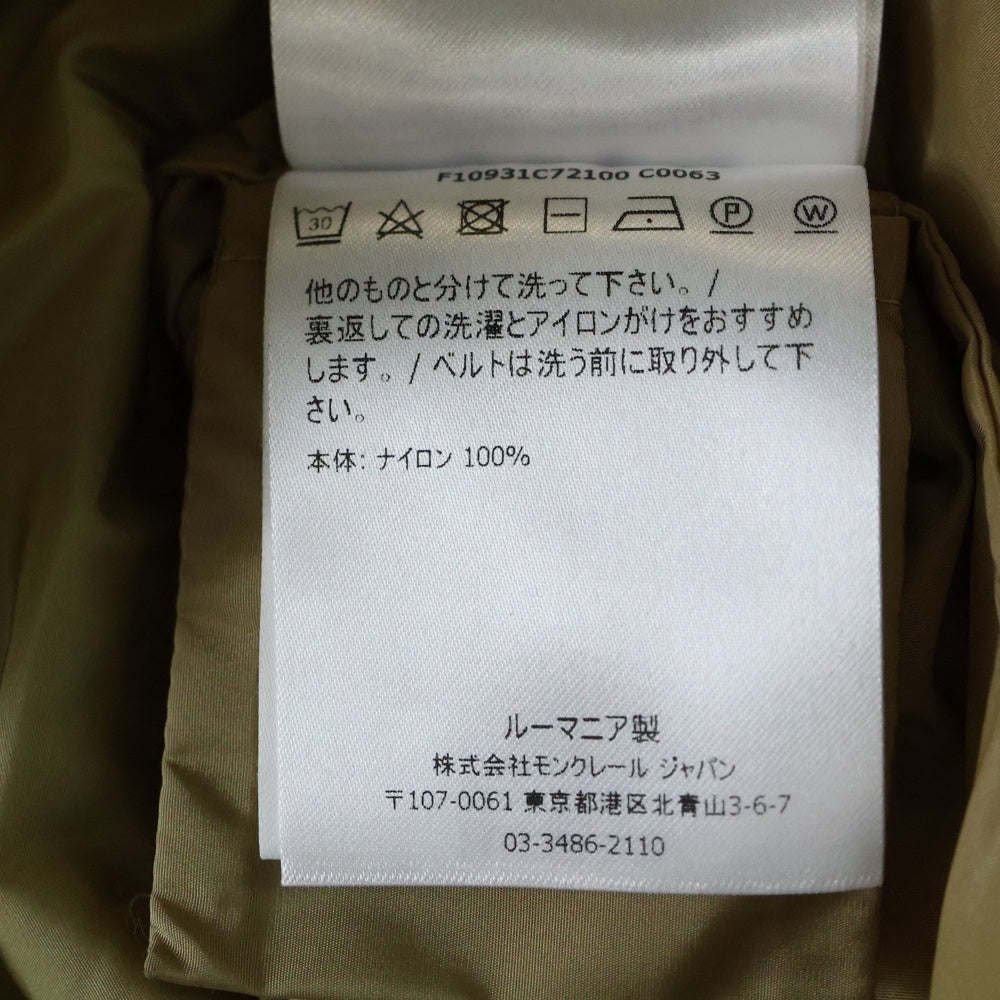 F10931C72100 C0063
30 P W
他のものと分けて洗って下さい。/
裏返しての洗濯とアイロンがけをおすすめ
します。/ ベルトは洗う前に取り外して下
さい。
本体: ナイロン 100%
ルーマニア製
株式会社モンクレール ジャパン
〒107-0061 東京都港区北青山3-6-7
03-3486-2110